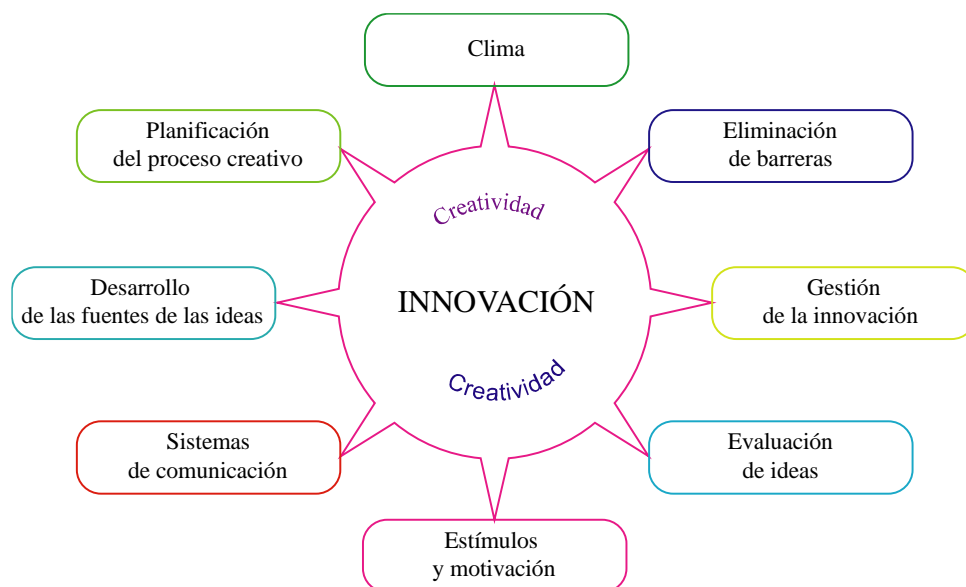 Clima
Planificación
del proceso creativo
Eliminación
de barreras
Creatividad
Desarrollo
de las fuentes de las ideas
INNOVACIÓN
Gestión
de la innovación
Creatividad
Sistemas
de comunicación
Evaluación
de ideas
Estímulos
y motivación